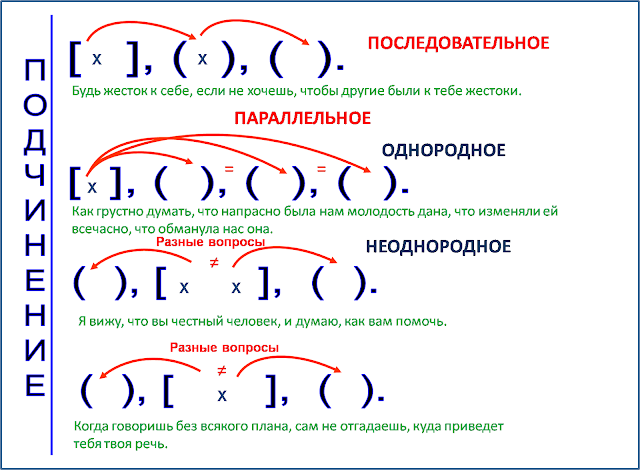 ПОДЧИНЕНИЕ
[ х ], ( х ), ( ).
ПОСЛЕДОВАТЕЛЬНОЕ
Будь жесток к себе, если не хочешь, чтобы другие были к тебе жестоки.
ПАРАЛЛЕЛЬНОЕ
ОДНОРОДНОЕ
[ х ], ( ), = ( ), = ( ).
Как грустно думать, что напрасно была нам молодость дана, что изменяли ей
всечасно, что обманула нас она.
Разные вопросы
НЕОДНОРОДНОЕ
≠
( ), [ х х ], ( ).
Я вижу, что вы честный человек, и думаю, как вам помочь.
Разные вопросы
≠
( ), [ х ], ( ).
Когда говоришь без всякого плана, сам не отгадаешь, куда приведет
тебя твоя речь.